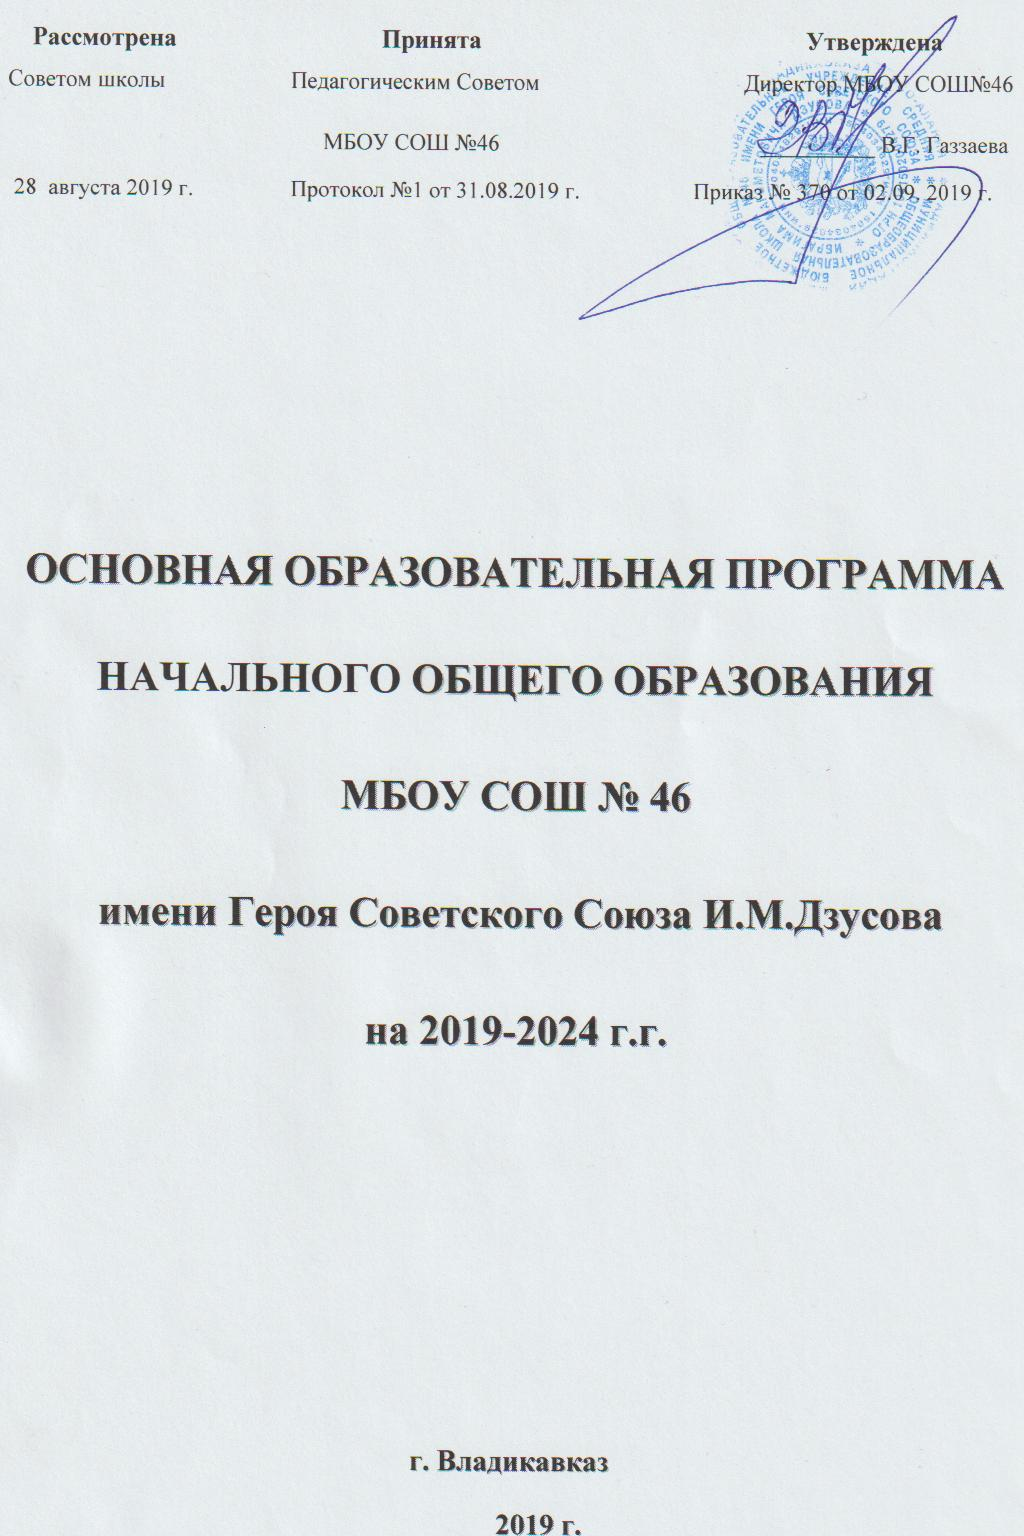 Рассмотрена
Советом школы
28 августа 2019 г.
Принята
Педагогическим Советом
МБОУ СОШ №46
Протокол №1 от 31.08.2019 г.
Утверждена
Директор МБОУ СОШ№46
В.Г. Газзаева
Приказ № 370 от 02.09. 2019 г.
ОСНОВНАЯ ОБРАЗОВАТЕЛЬНАЯ ПРОГРАММА
НАЧАЛЬНОГО ОБЩЕГО ОБРАЗОВАНИЯ
МБОУ СОШ № 46
имени Героя Советского Союза И.М.Дзусова
на 2019-2024 г.г.
г. Владикавказ
2019 г.